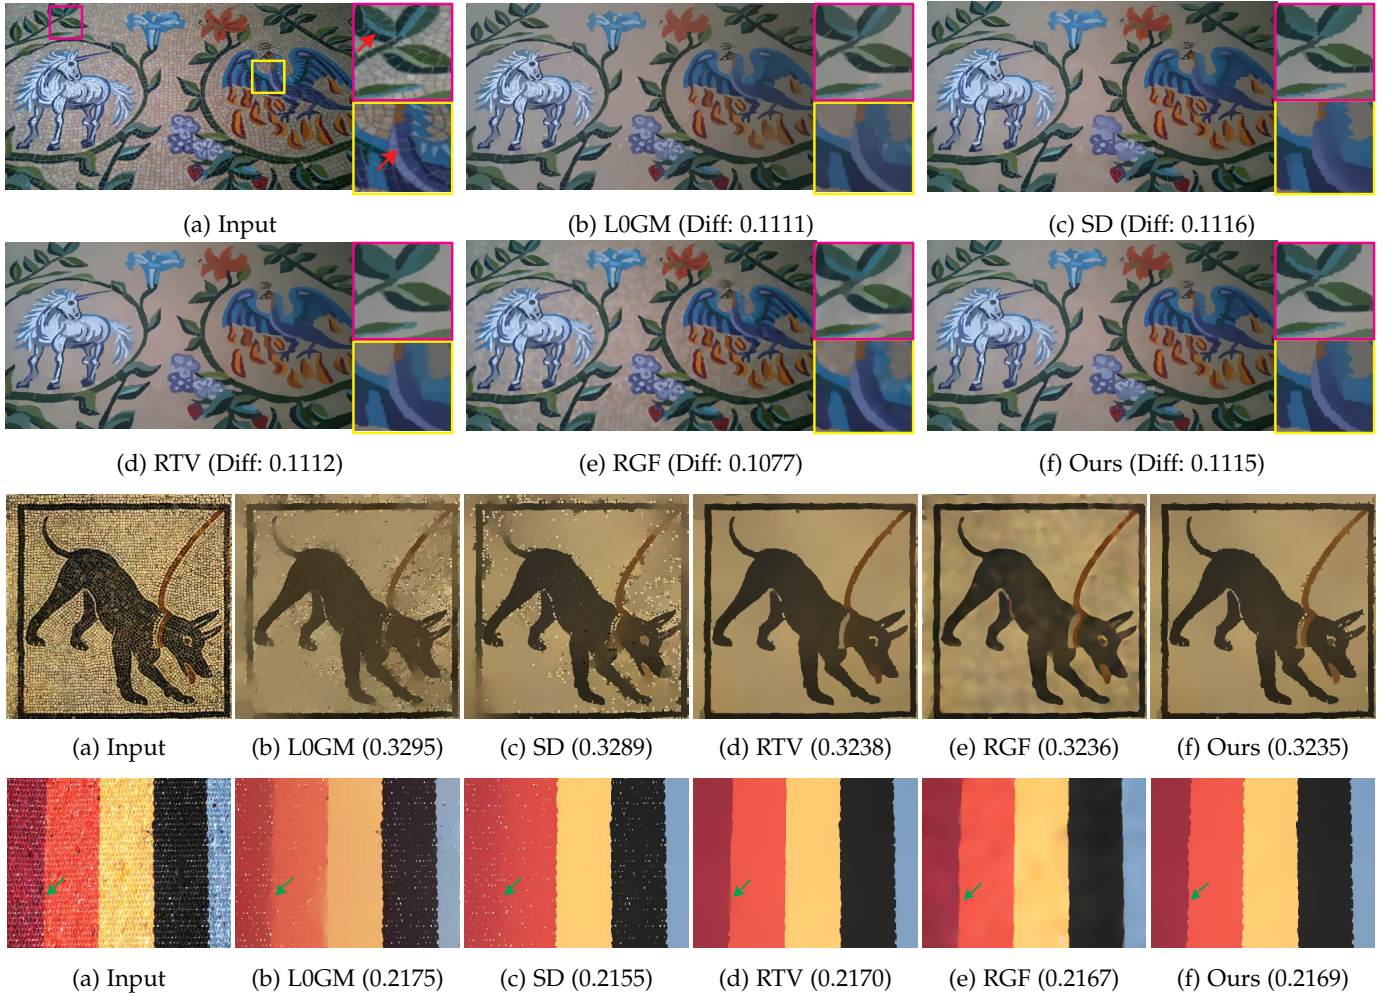 (a) Input
(b) L0GM (Diff: 0.1111)
(c) SD (Diff: 0.1116)
(d) RTV (Diff: 0.1112)
(e) RGF (Diff: 0.1077)
(f) Ours (Diff: 0.1115)
(a) Input
(b) L0GM (0.3295)
(c) SD (0.3289)
(d) RTV (0.3238)
(e) RGF (0.3236)
(f) Ours (0.3235)
(a) Input
(b) L0GM (0.2175)
(c) SD (0.2155)
(d) RTV (0.2170)
(e) RGF (0.2167)
(f) Ours (0.2169)